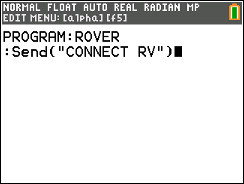 NORMAL FLOAT AUTO REAL RADIAN MP
EDIT MENU:[alpha][f5]
PROGRAM:ROVER
:Send("CONNECT RV")